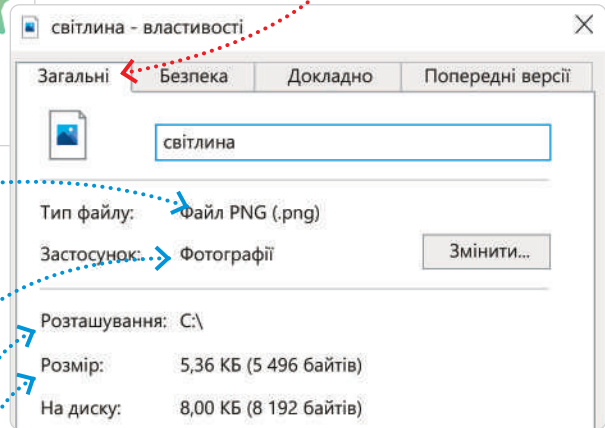 світлина - властивості
Загальні Безпека Докладно Попередні версії
світлина
Тип файлу: Файл PNG (.png)
Застосунок: Фотографії Змінити...
Розташування: C:\
Розмір: 5,36 КБ (5 496 байтів)
На диску: 8,00 КБ (8 192 байтів)